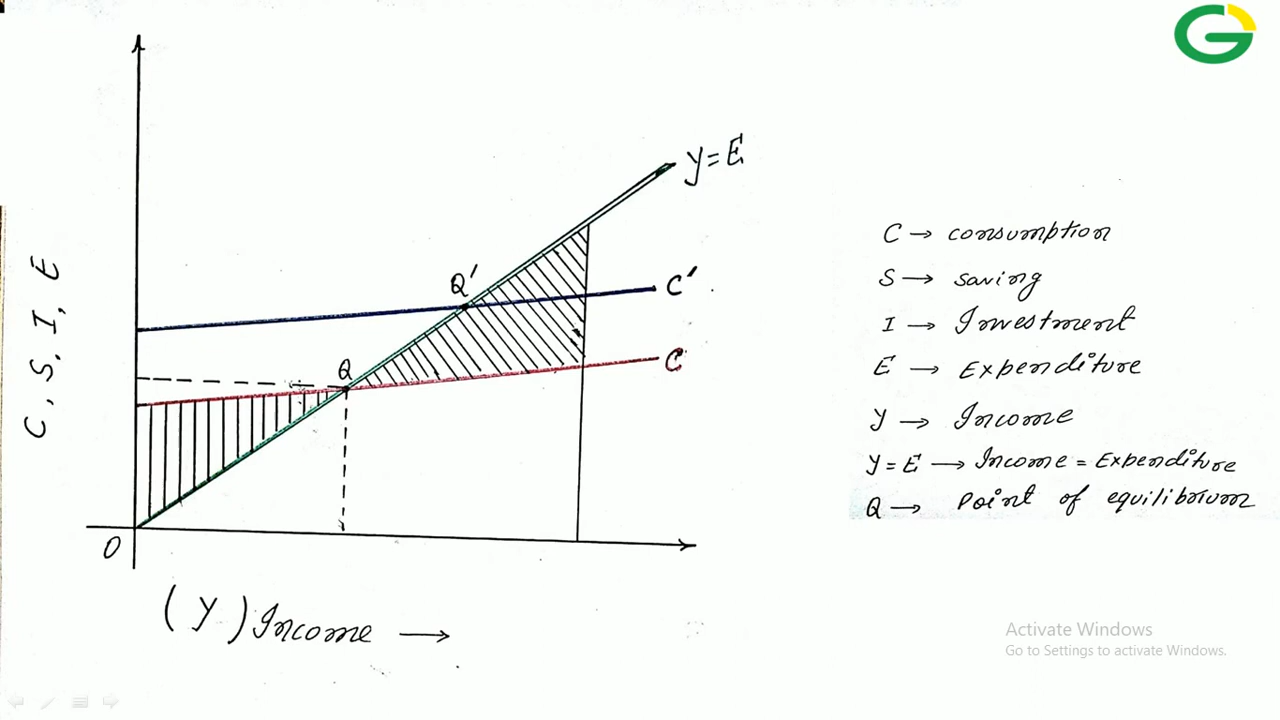 y=E
Q'
C'
Q
C
C, S, I, E
O
(Y) Income →
C → consumption
S → saving
I → Investment
E → Expenditure
y → Income
y=E → Income = Expenditure
Q → Point of equilibrium
Activate Windows
Go to Settings to activate Windows.
G